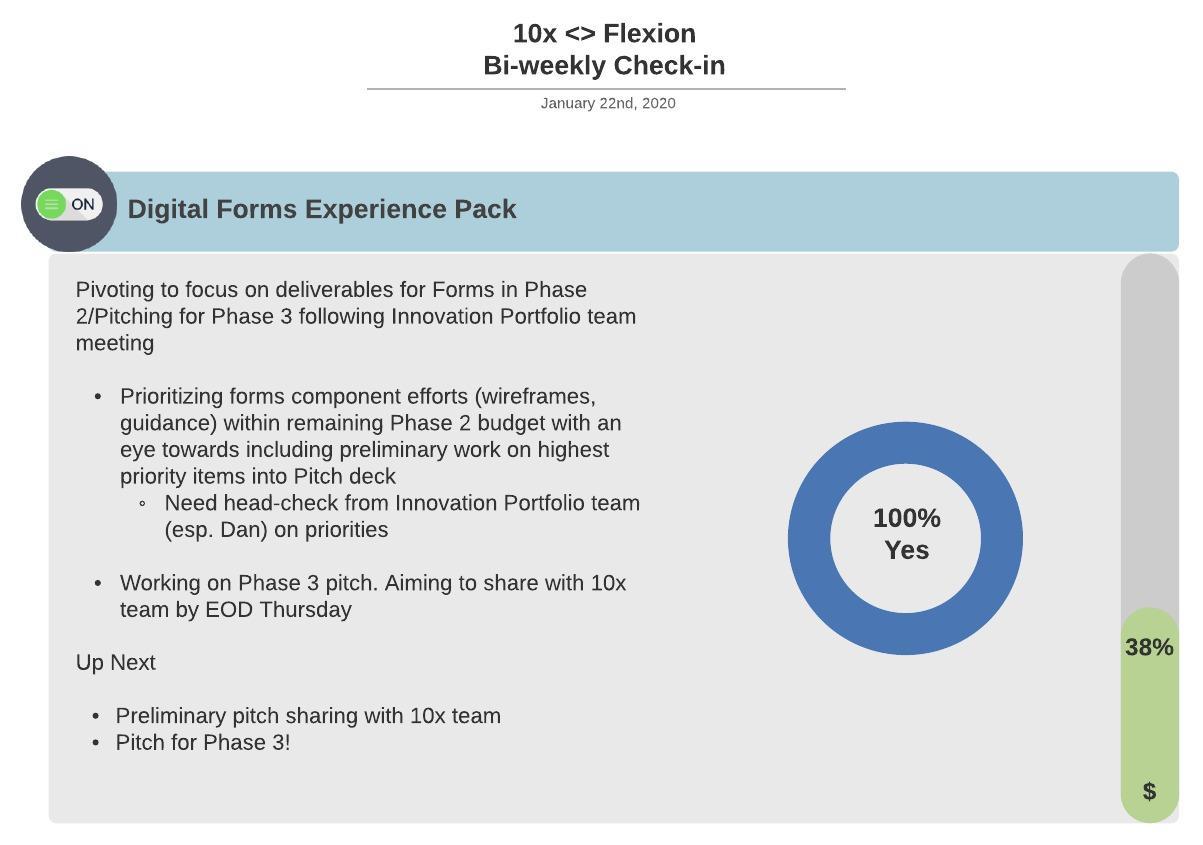 10x <> Flexion
Bi-weekly Check-in
January 22nd, 2020
ON
Digital Forms Experience Pack
Pivoting to focus on deliverables for Forms in Phase
2/Pitching for Phase 3 following Innovation Portfolio team
meeting
• Prioritizing forms component efforts (wireframes,
guidance) within remaining Phase 2 budget with an
eye towards including preliminary work on highest
priority items into Pitch deck
◦ Need head-check from Innovation Portfolio team
(esp. Dan) on priorities
• Working on Phase 3 pitch. Aiming to share with 10x
team by EOD Thursday
Up Next
• Preliminary pitch sharing with 10x team
• Pitch for Phase 3!
100%
Yes
38%
$